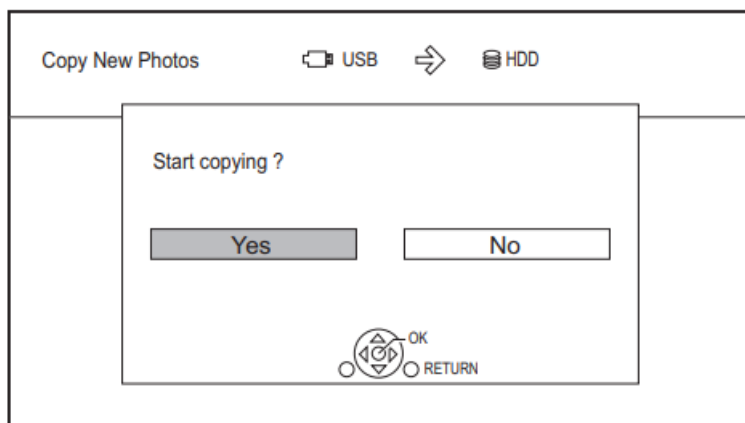 Copy New Photos USB HDD
Start copying ?
Yes No
OK
RETURN